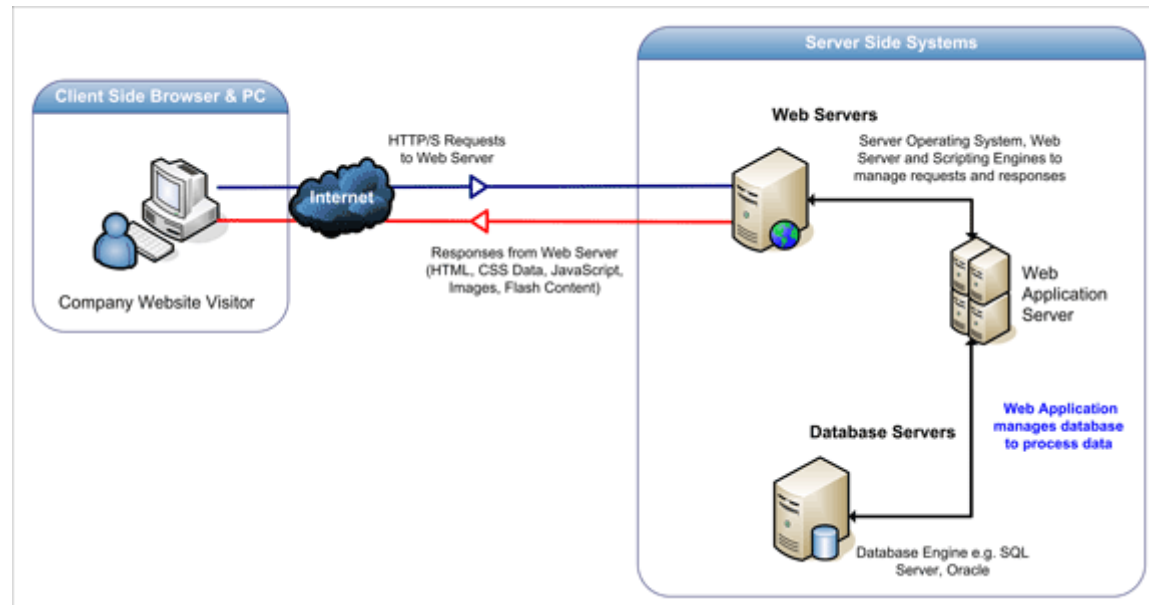 Server Side Systems
Client Side Browser & PC
Web Servers
HTTP/S Requests
to Web Server
Server Operating System, Web
Server and Scripting Engines to
manage requests and responses
Internet
Responses from Web Server
(HTML, CSS Data, JavaScript,
Images, Flash Content)
Company Website Visitor
Web
Application
Server
Web Application
manages database
to process data
Database Servers
Database Engine e.g. SQL
Server, Oracle